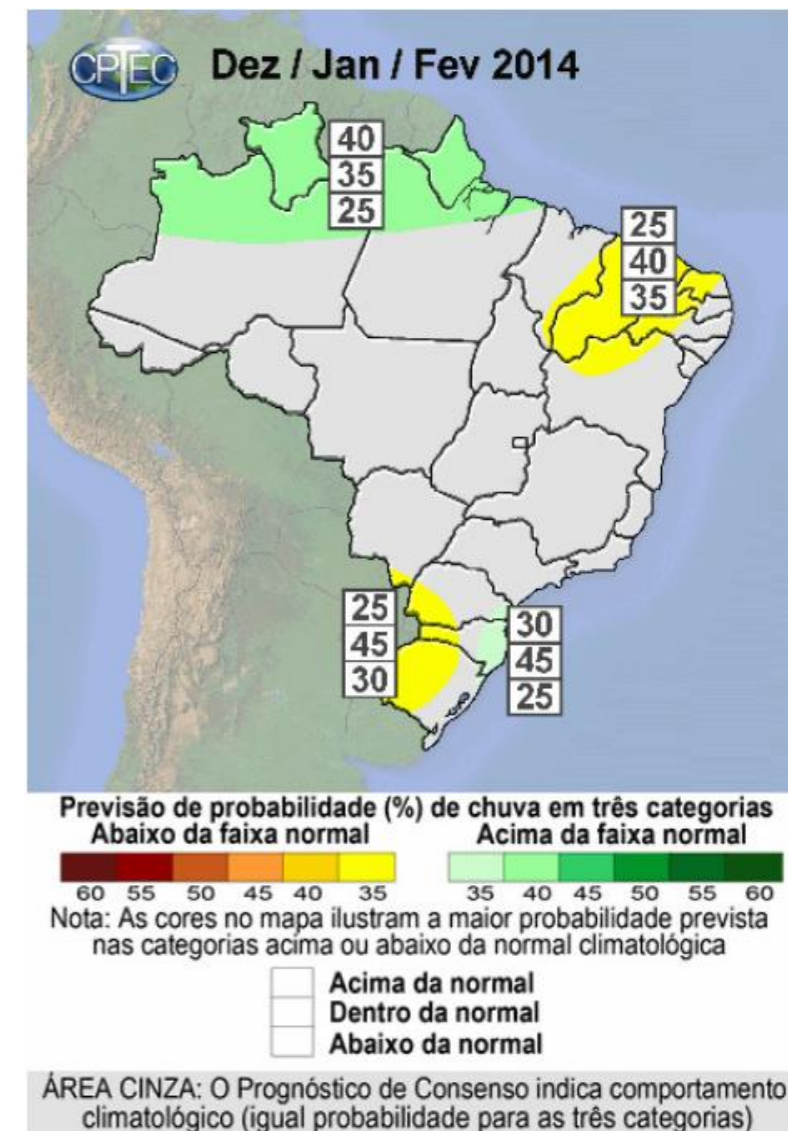 CPTEC
Dez / Jan / Fev 2014
40
35
25
25
40
35
25
45
30
30
45
25
Previsão de probabilidade (%) de chuva em três categorias
Abaixo da faixa normal Acima da faixa normal
60 55 50 45 40 35 35 40 45 50 55 60
Nota: As cores no mapa ilustram a maior probabilidade prevista
nas categorias acima ou abaixo da normal climatológica
Acima da normal
Dentro da normal
Abaixo da normal
ÁREA CINZA: O Prognóstico de Consenso indica comportamento
climatológico (igual probabilidade para as três categorias)